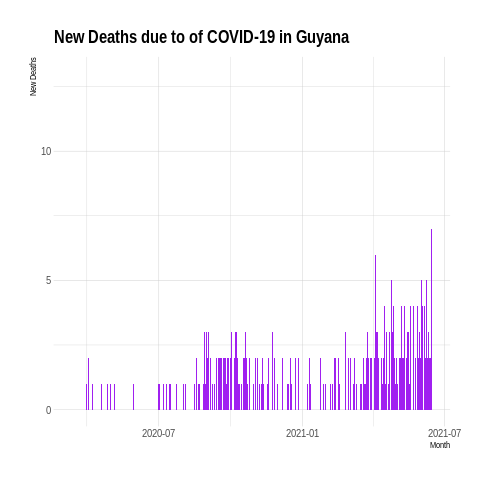 New Deaths due to of COVID-19 in Guyana
New Deaths
10
5
0
2020-07
2021-01
2021-07
Month